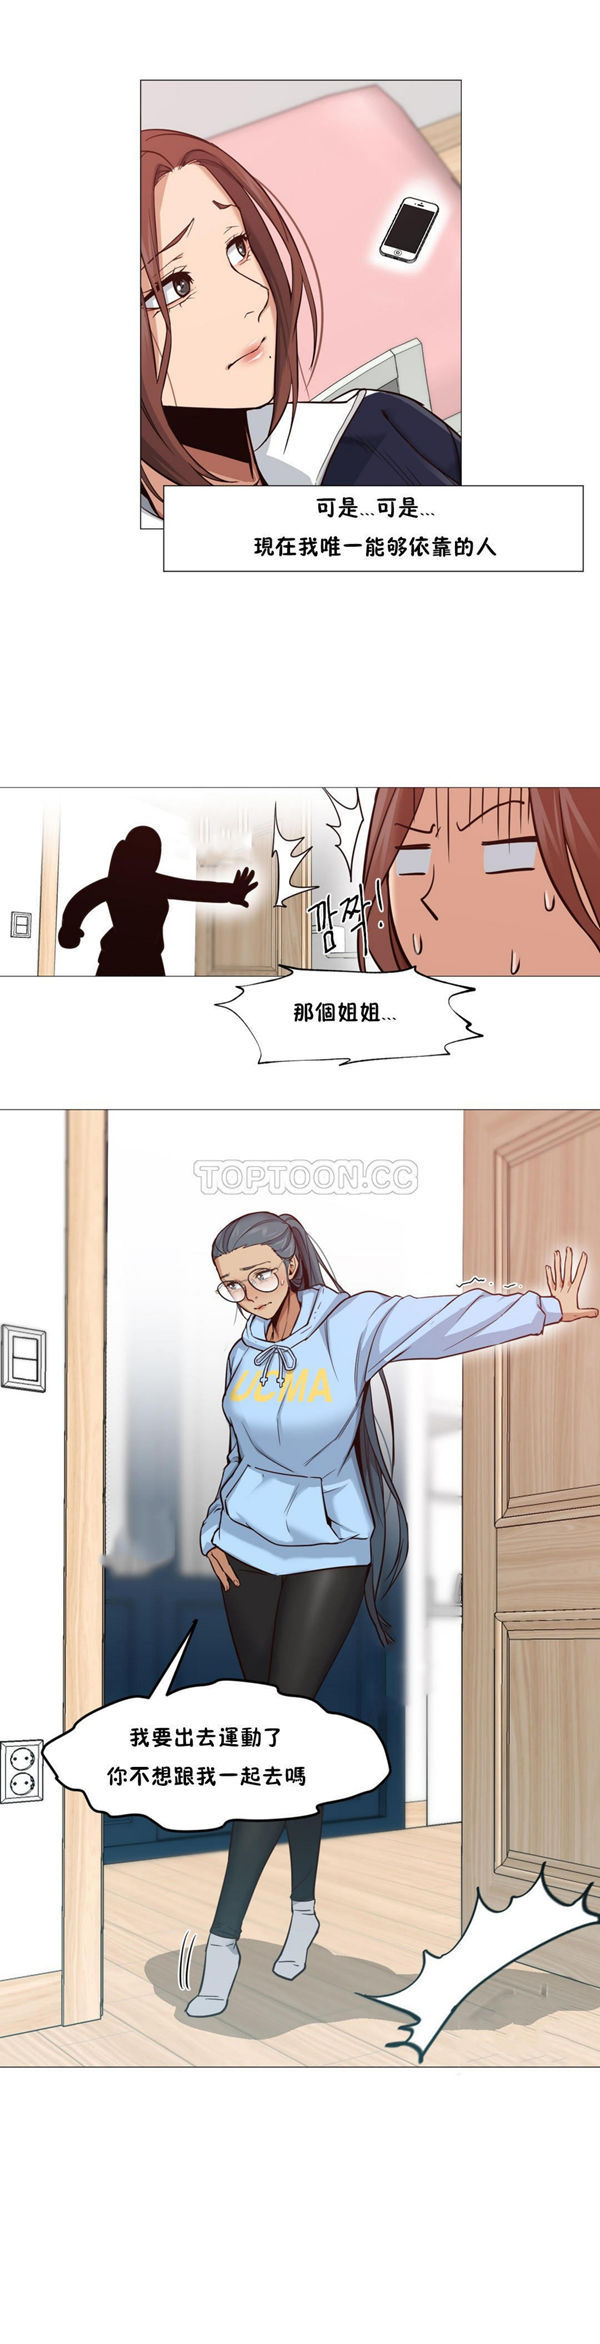 可是...可是...
現在我唯一能够依靠的人
깜짝!
那個姐姐...
TOPTOON.CC
UCMA
我要出去運動了
你不想跟我一起去嗎